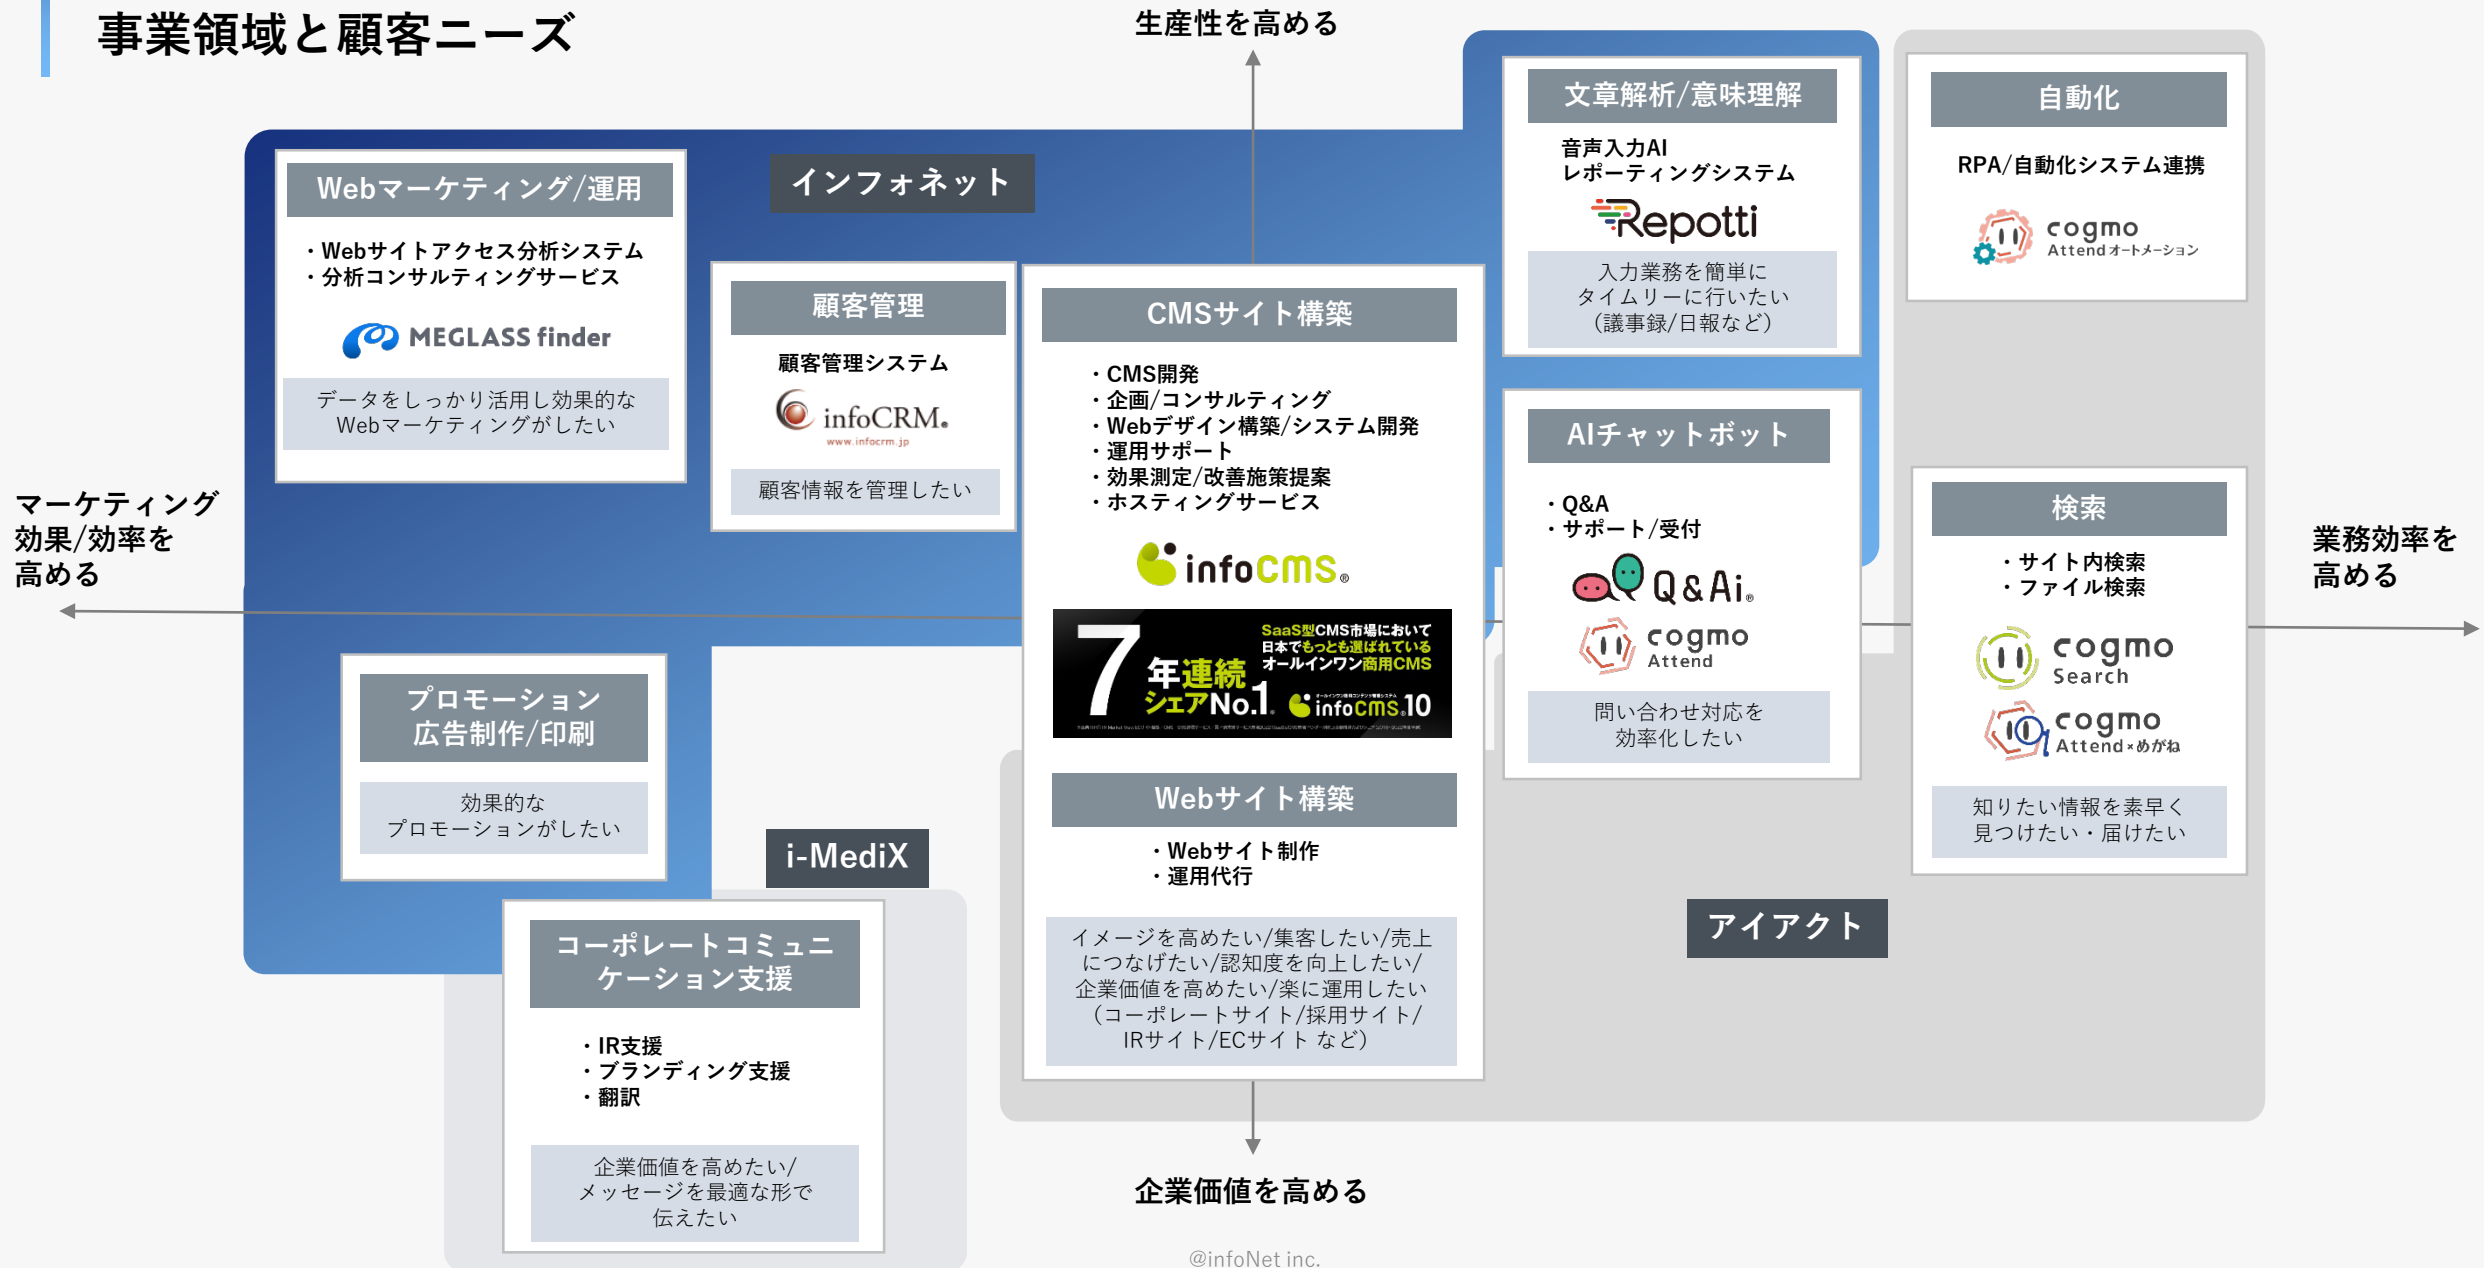 事業領域と顧客ニーズ
生産性を高める
マーケティング
効果/効率を
高める
業務効率を
高める
企業価値を高める
インフォネット
Webマーケティング/運用
・Webサイトアクセス分析システム
・分析コンサルティングサービス
MEGLASS finder
データをしっかり活用し効果的な
Webマーケティングがしたい
顧客管理
顧客管理システム
infoCRM®
www.infocrm.jp
顧客情報を管理したい
CMSサイト構築
・CMS開発
・企画/コンサルティング
・Webデザイン構築/システム開発
・運用サポート
・効果測定/改善施策提案
・ホスティングサービス
infoCMS®
7年連続
シェアNo.1
SaaS型CMS市場において
日本でもっとも選ばれている
オールインワン商用CMS
infoCMS®10
Webサイト構築
・Webサイト制作
・運用代行
イメージを高めたい/集客したい/売上
につなげたい/認知度を向上したい/
企業価値を高めたい/楽に運用したい
（コーポレートサイト/採用サイト/
IRサイト/ECサイト など）
文章解析/意味理解
音声入力AI
レポーティングシステム
Repotti
入力業務を簡単に
タイムリーに行いたい
（議事録/日報など）
AIチャットボット
・Q&A
・サポート/受付
Q&Ai®
cogmo
Attend
問い合わせ対応を
効率化したい
自動化
RPA/自動化システム連携
cogmo
Attend オートメーション
検索
・サイト内検索
・ファイル検索
cogmo
Search
cogmo
Attend×めがね
知りたい情報を素早く
見つけたい・届けたい
アイアクト
プロモーション
広告制作/印刷
効果的な
プロモーションがしたい
i-MediX
コーポレートコミュニ
ケーション支援
・IR支援
・ブランディング支援
・翻訳
企業価値を高めたい/
メッセージを最適な形で
伝えたい
@infoNet inc.